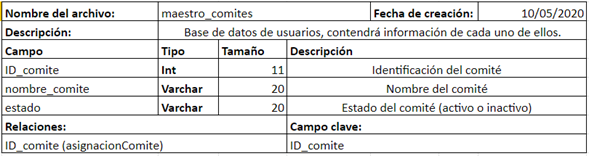 Nombre del archivo: maestro_comites Fecha de creación: 10/05/2020
Descripción: Base de datos de usuarios, contendrá información de cada uno de ellos.
Campo Tipo Tamaño Descripción
ID_comite Int 11 Identificación del comité
nombre_comite Varchar 20 Nombre del comité
estado Varchar 20 Estado del comité (activo o inactivo)
Relaciones: Campo clave:
ID_comite (asignacionComite) ID_comite